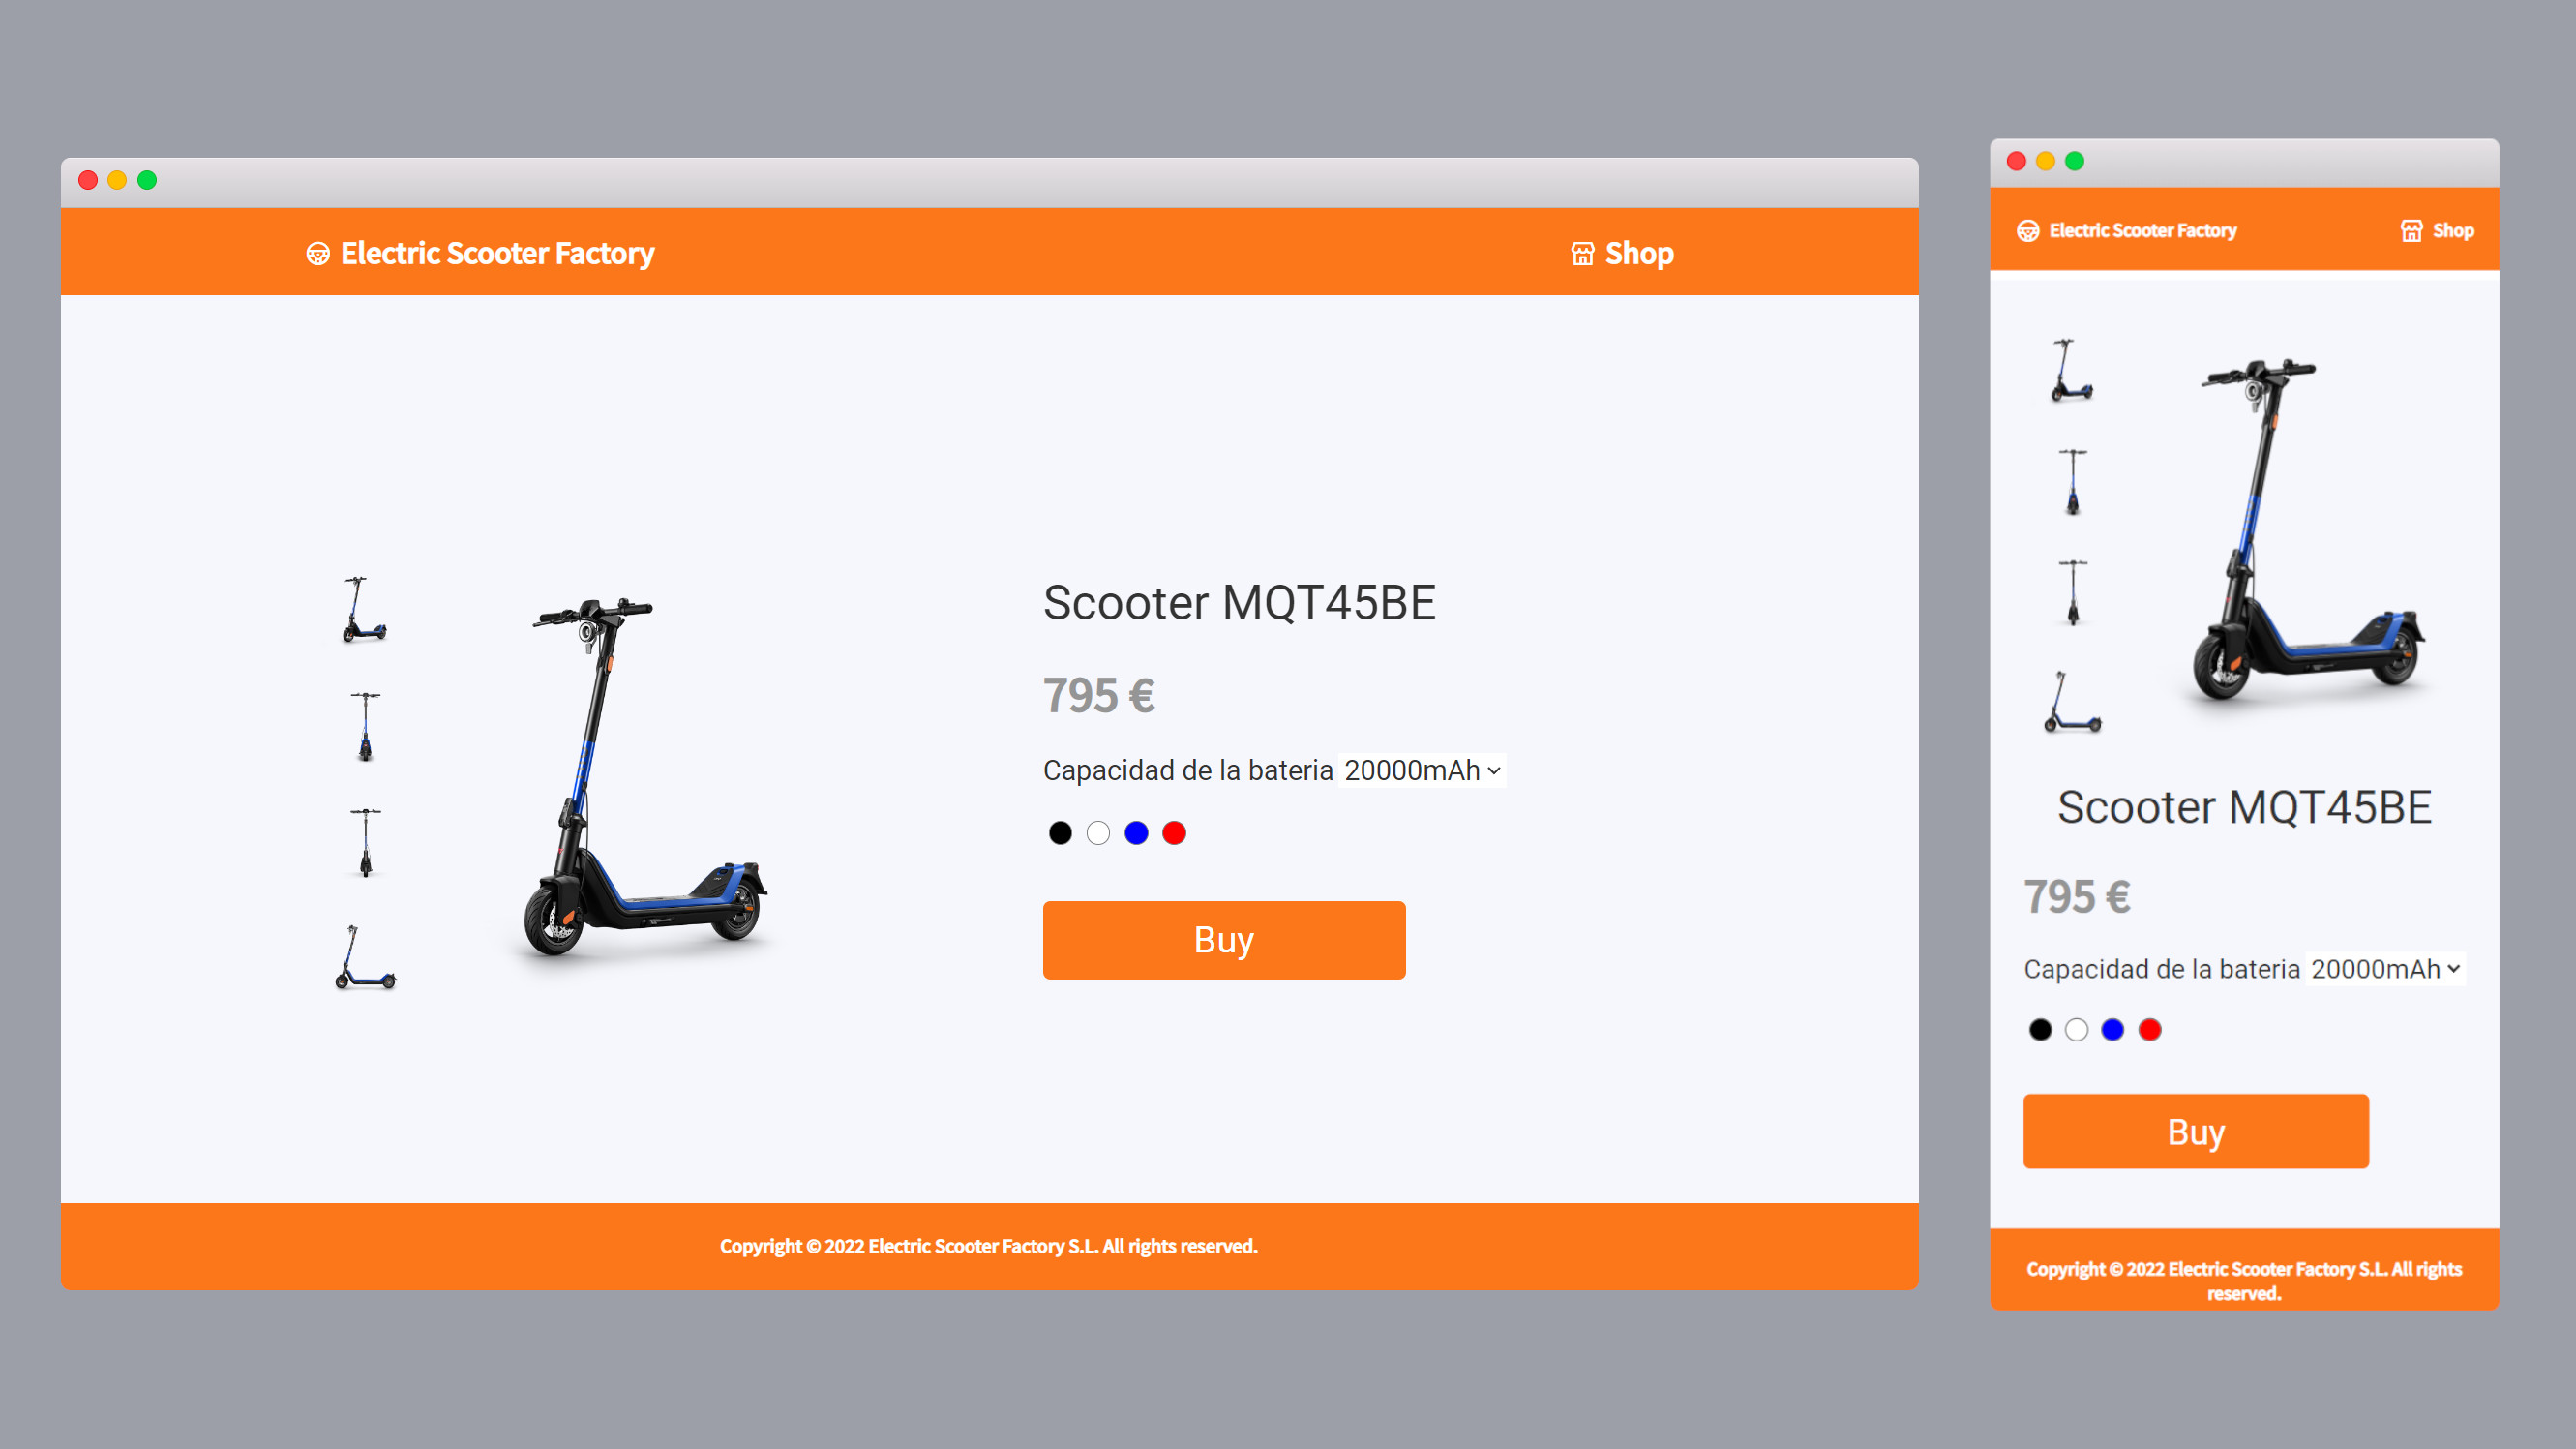 Electric Scooter Factory
Shop
Scooter MQT45BE
795 €
Capacidad de la bateria 20000mAh
Buy
Copyright © 2022 Electric Scooter Factory S.L. All rights reserved.
Electric Scooter Factory
Shop
Scooter MQT45BE
795 €
Capacidad de la bateria 20000mAh
Buy
Copyright © 2022 Electric Scooter Factory S.L. All rights
reserved.